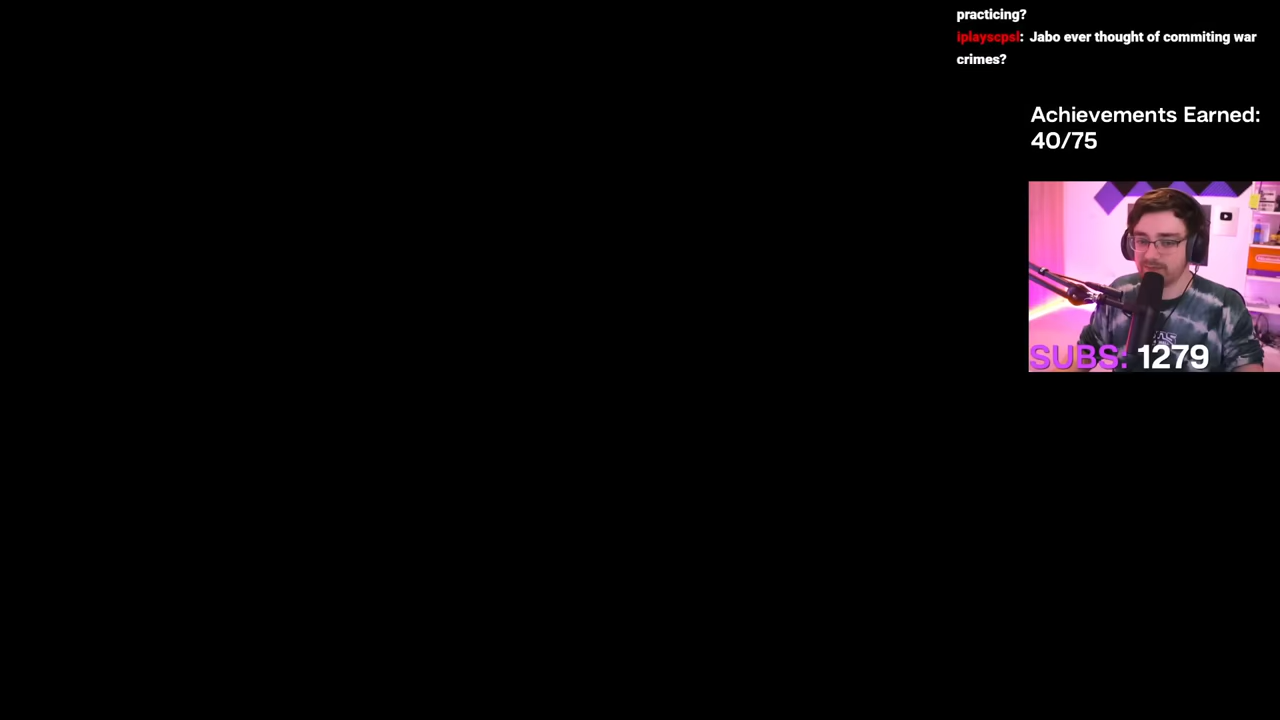 practicing?
iplayscpsl: Jabo ever thought of commiting war
crimes?
Achievements Earned:
40/75
SUBS: 1279